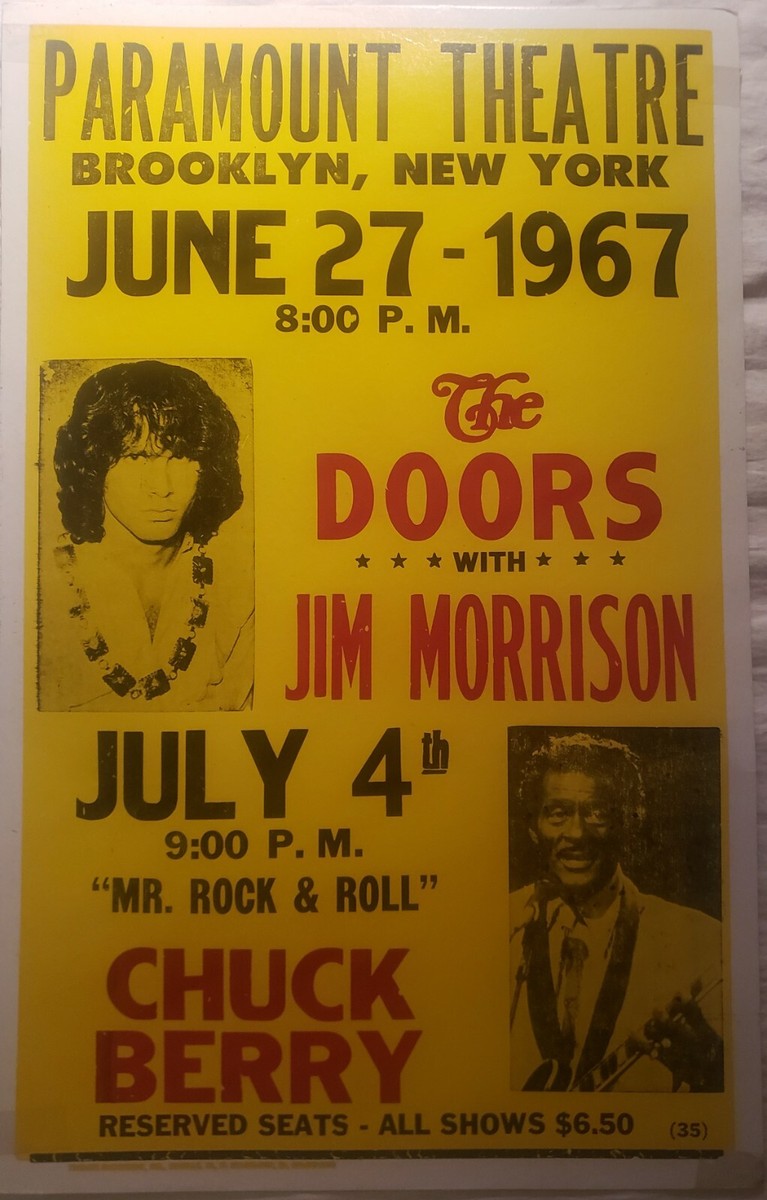 PARAMOUNT THEATRE
BROOKLYN, NEW YORK
JUNE 27 - 1967
8:00 P. M.
The
DOORS
★ ★ ★ WITH ★ ★ ★
JIM MORRISON
JULY 4th
9:00 P. M.
“MR. ROCK & ROLL”
CHUCK
BERRY
RESERVED SEATS - ALL SHOWS $6.50 (35)